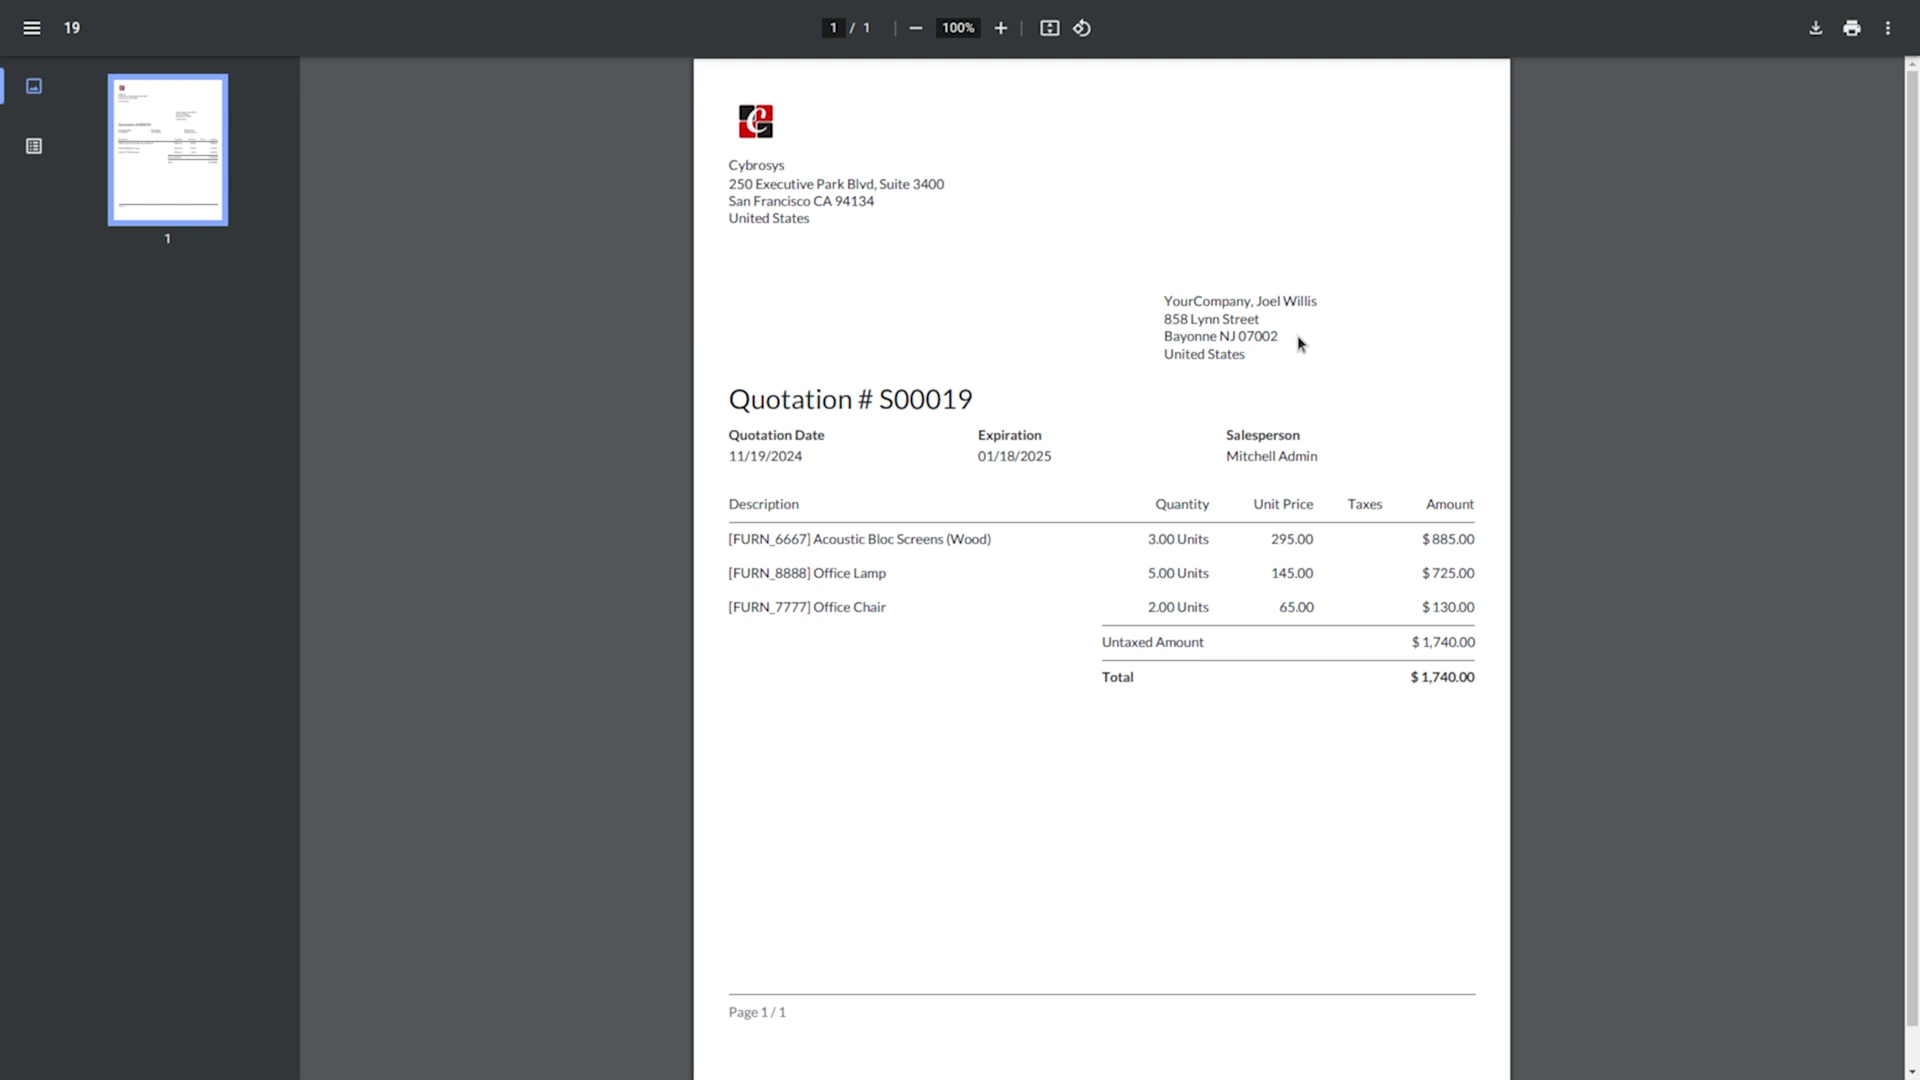 19
1 / 1
100%
1
C
Cybrosys
250 Executive Park Blvd, Suite 3400
San Francisco CA 94134
United States
YourCompany, Joel Willis
858 Lynn Street
Bayonne NJ 07002
United States
Quotation # S00019
Quotation Date Expiration Salesperson
11/19/2024 01/18/2025 Mitchell Admin
Description Quantity Unit Price Taxes Amount
[FURN_6667] Acoustic Bloc Screens (Wood) 3.00 Units 295.00 $ 885.00
[FURN_8888] Office Lamp 5.00 Units 145.00 $ 725.00
[FURN_7777] Office Chair 2.00 Units 65.00 $ 130.00
Untaxed Amount $ 1,740.00
Total $ 1,740.00
Page 1 / 1